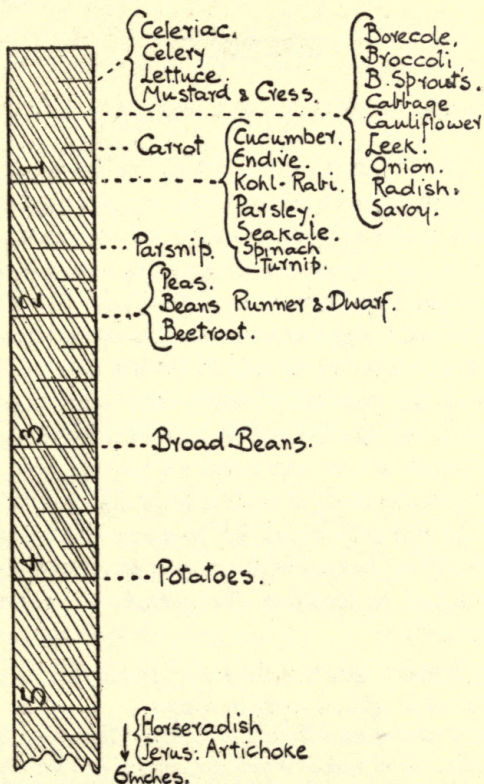 Celeriac.
Celery
Lettuce.
Mustard & Cress.
Borecole.
Broccoli
B. Sprouts.
Cabbage
Cauliflower
Leek.
Onion.
Radish.
Savoy.
Carrot
1
Cucumber.
Endive.
Kohl-Rabi.
Parsley.
Seakale.
Spinach
Turnip.
Parsnip.
2
Peas.
Beans Runner & Dwarf.
Beetroot.
3
Broad-Beans.
4
Potatoes.
5
Horseradish
Jerus: Artichoke
6 inches.